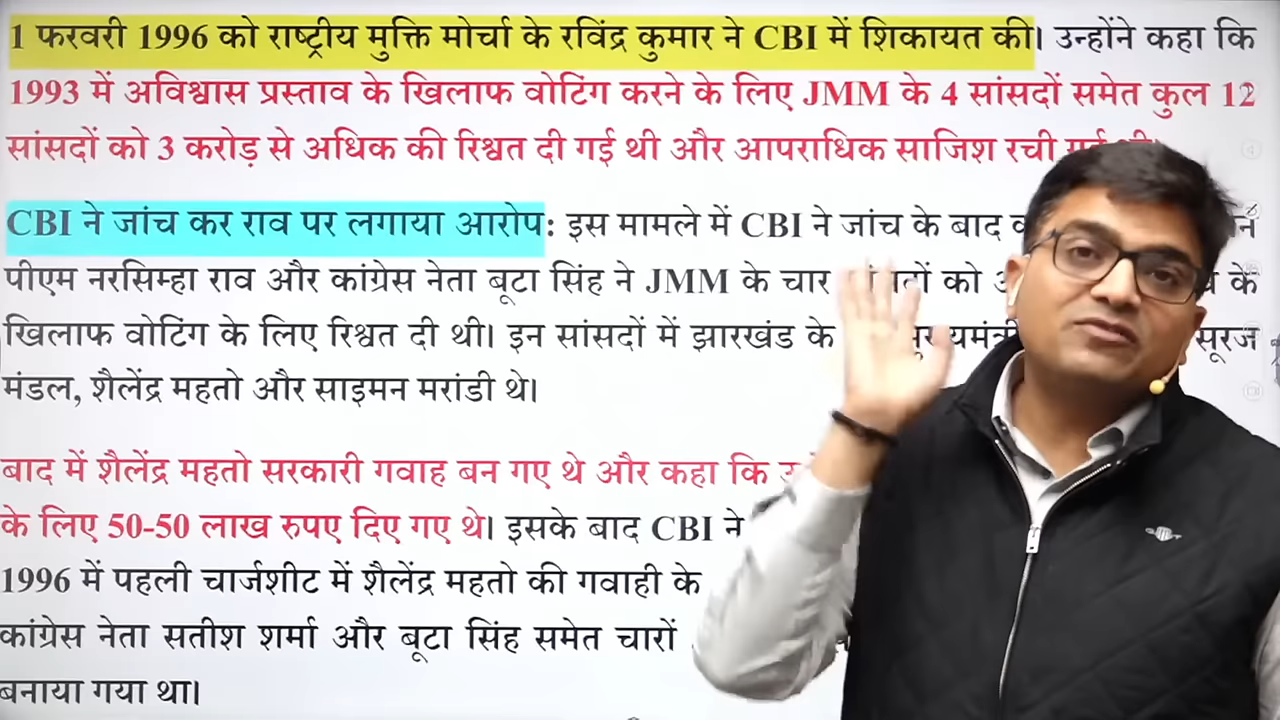 1 फरवरी 1996 को राष्ट्रीय मुक्ति मोर्चा के रविंद्र कुमार ने CBI में शिकायत की। उन्होंने कहा कि
1993 में अविश्वास प्रस्ताव के खिलाफ वोटिंग करने के लिए JMM के 4 सांसदों समेत कुल 12
सांसदों को 3 करोड़ से अधिक की रिश्वत दी गई थी और आपराधिक साजिश रची
CBI ने जांच कर राव पर लगाया आरोप: इस मामले में CBI ने जांच के बाद
पीएम नरसिम्हा राव और कांग्रेस नेता बूटा सिंह ने JMM के चार को के
खिलाफ वोटिंग के लिए रिश्वत दी थी। इन सांसदों में झारखंड के सूरज
मंडल, शैलेंद्र महतो और साइमन मरांडी थे।
बाद में शैलेंद्र महतो सरकारी गवाह बन गए थे और कहा कि
के लिए 50-50 लाख रुपए दिए गए थे। इसके बाद CBI ने
1996 में पहली चार्जशीट में शैलेंद्र महतो की गवाही के
कांग्रेस नेता सतीश शर्मा और बूटा सिंह समेत चारों
बनाया गया था।